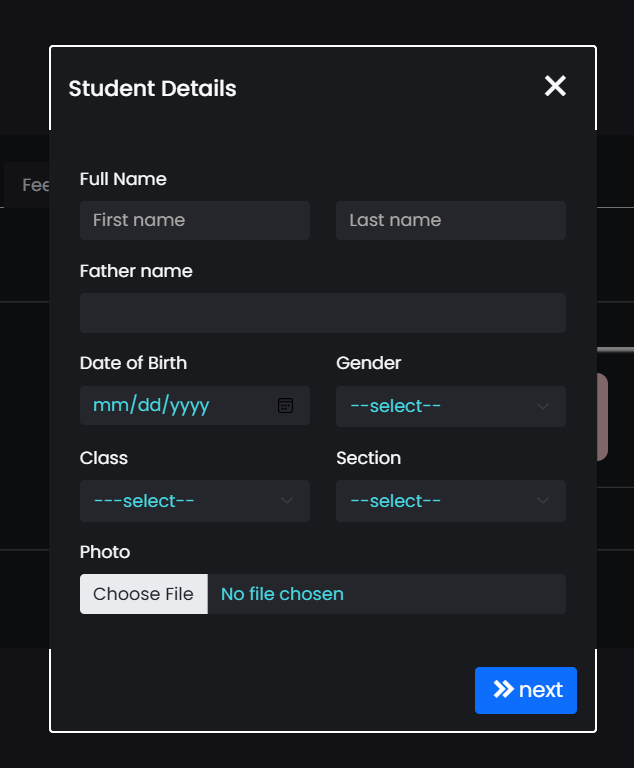 Student Details
Fee
Full Name
First name Last name
Father name
Date of Birth Gender
mm/dd/yyyy --select--
Class Section
---select-- --select--
Photo
Choose File No file chosen
next